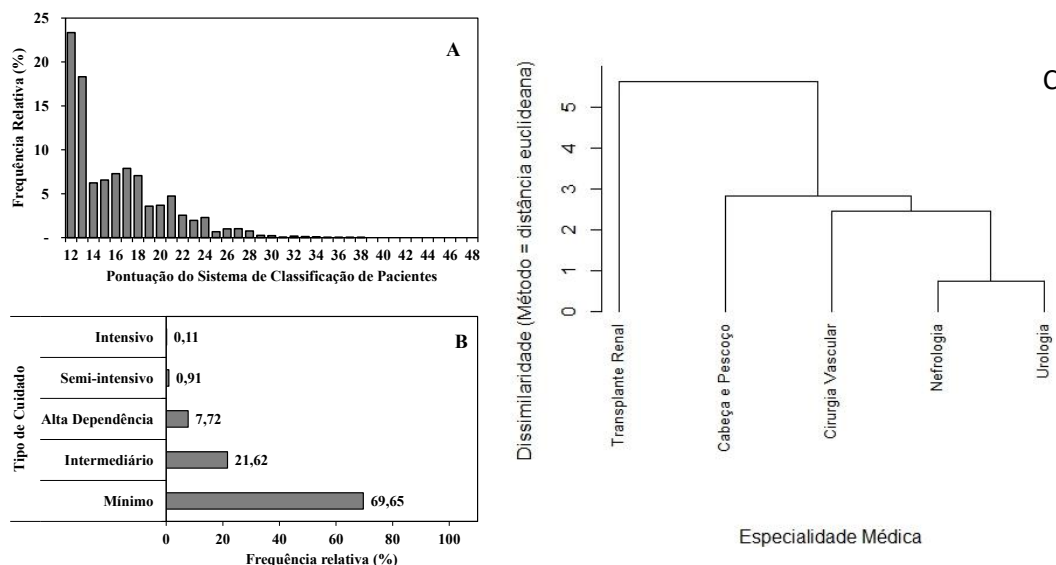 A
Frequência Relativa (%)
25
20
15
10
5
-
12 14 16 18 20 22 24 26 28 30 32 34 36 38 40 42 44 46 48
Pontuação do Sistema de Classificação de Pacientes
B
Tipo de Cuidado
Intensivo 0,11
Semi-intensivo 0,91
Alta Dependência 7,72
Intermediário 21,62
Mínimo 69,65
0 20 40 60 80 100
Frequência relativa (%)
C
Dissimilaridade (Método = distância euclideana)
5
4
3
2
1
0
Transplante Renal
Cabeça e Pescoço
Cirurgia Vascular
Nefrologia
Urologia
Especialidade Médica